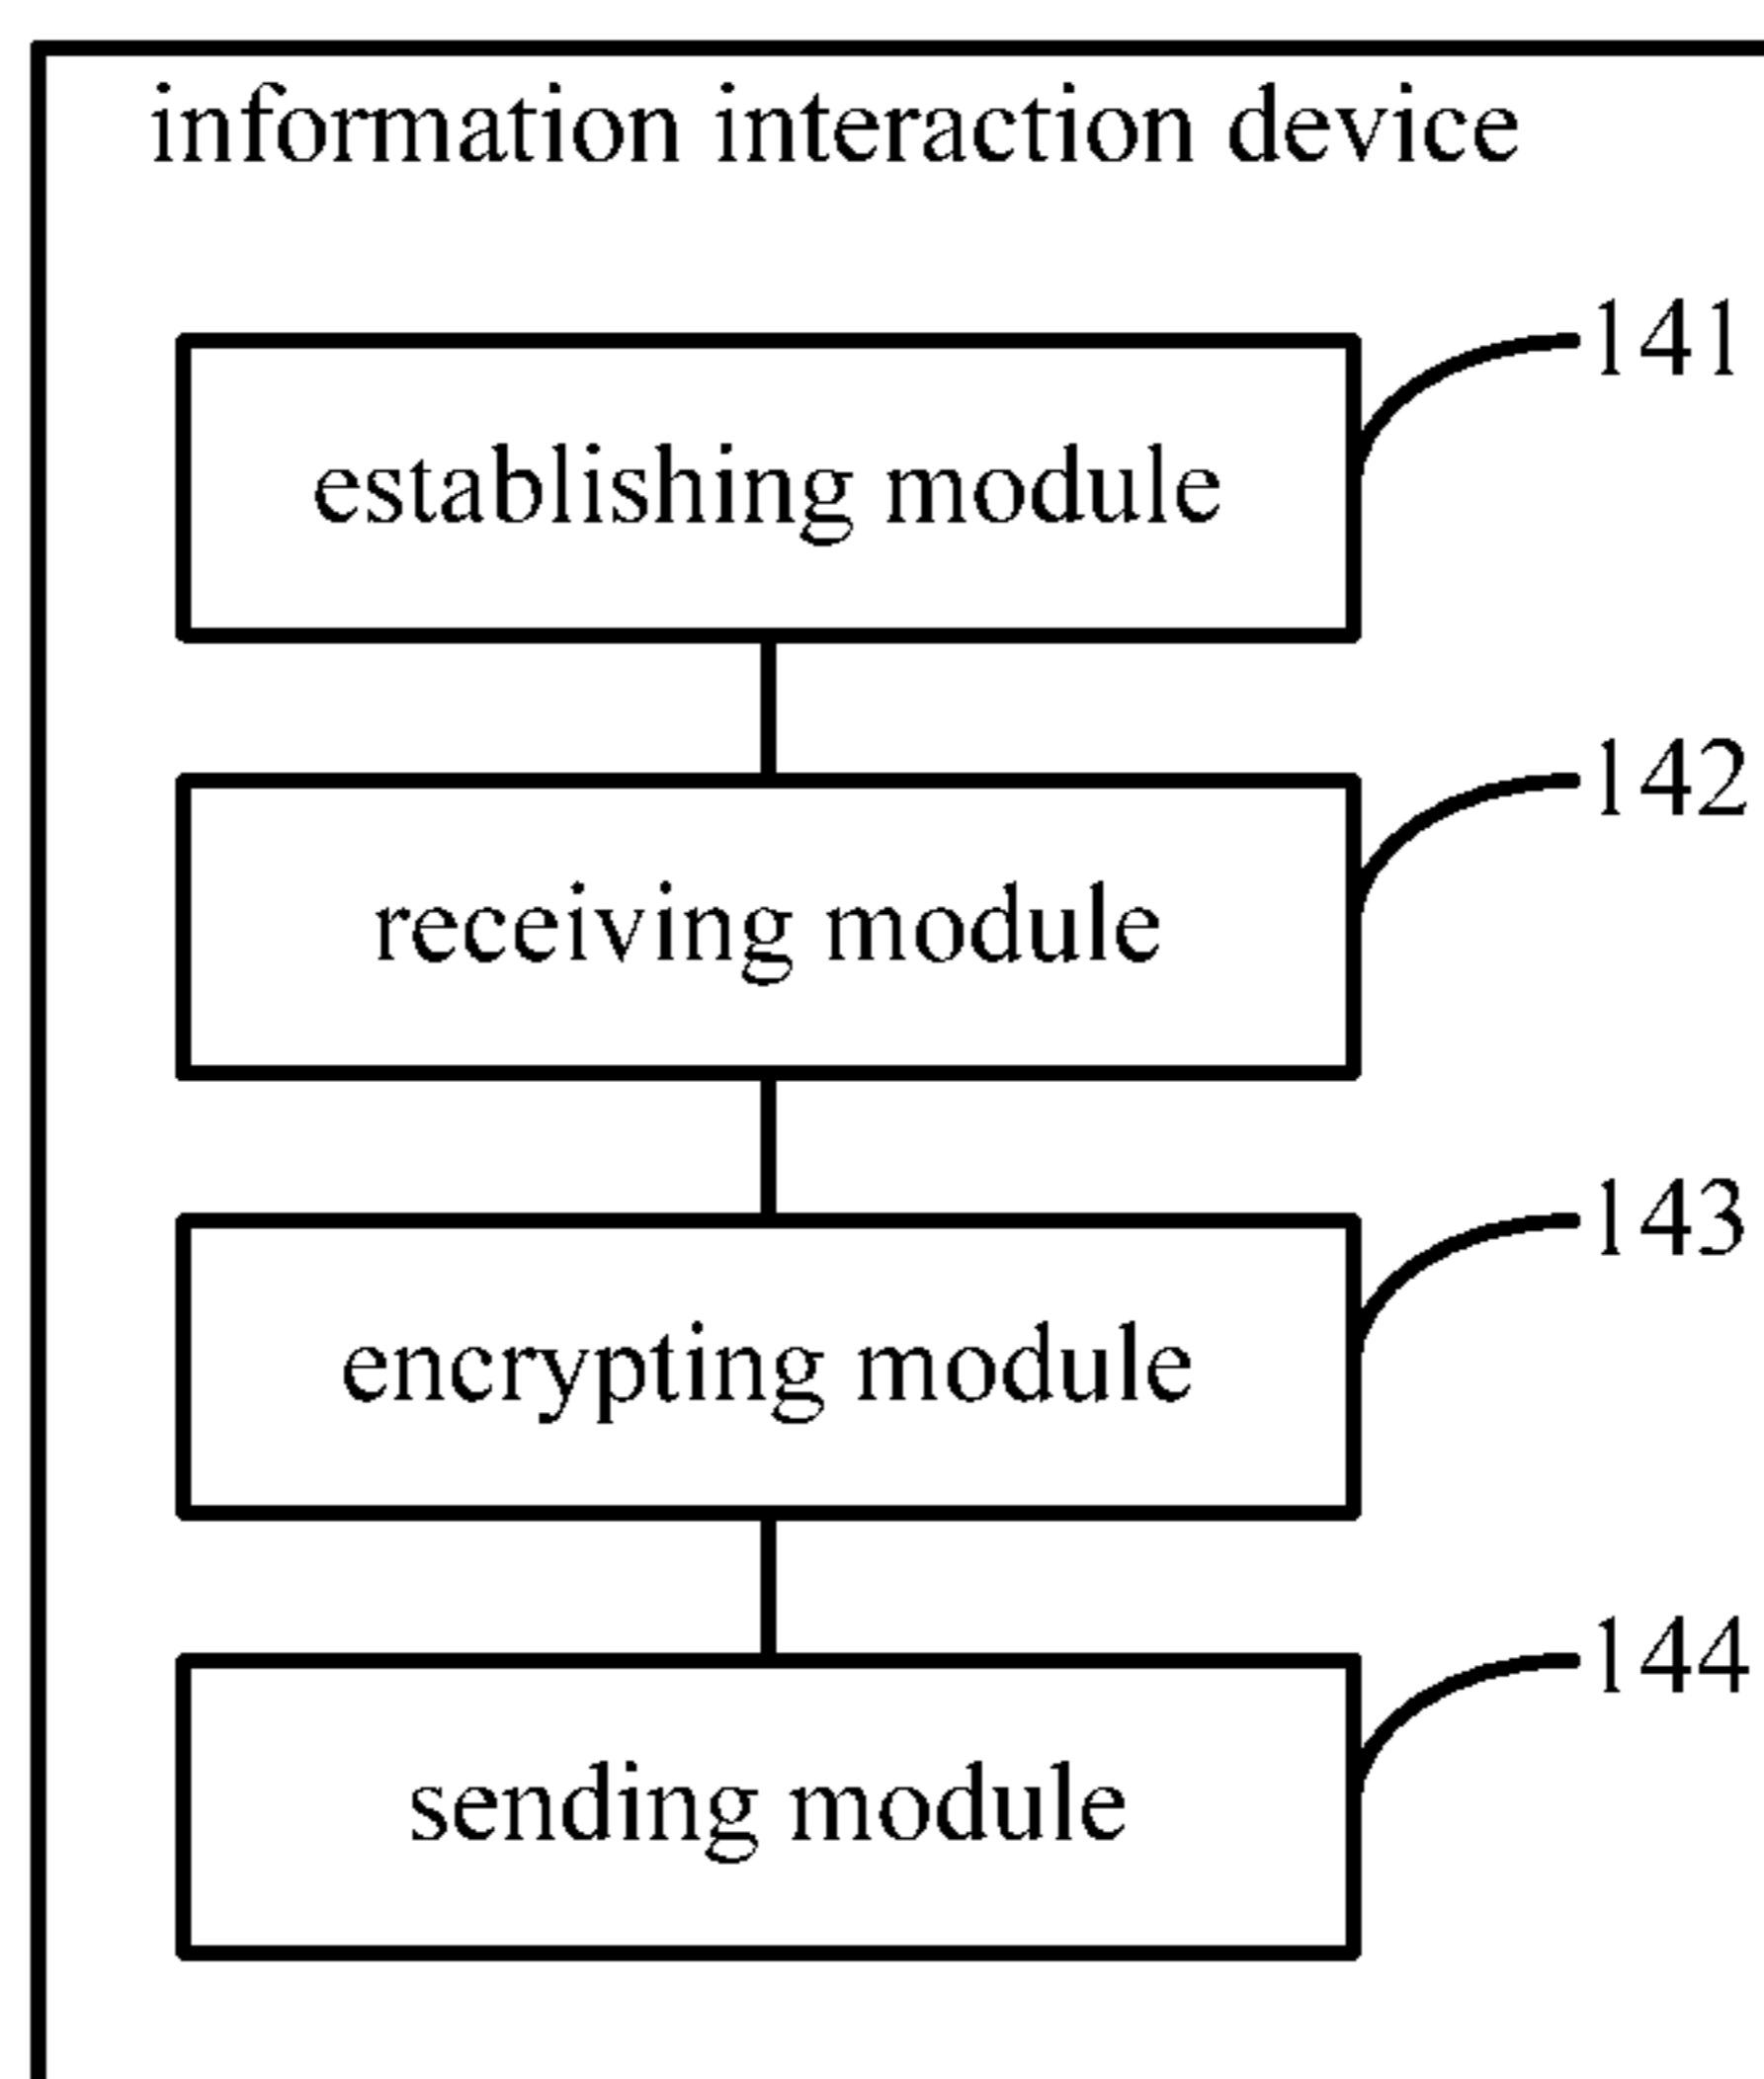 information interaction device
141
establishing module
142
receiving module
143
encrypting module
144
sending module